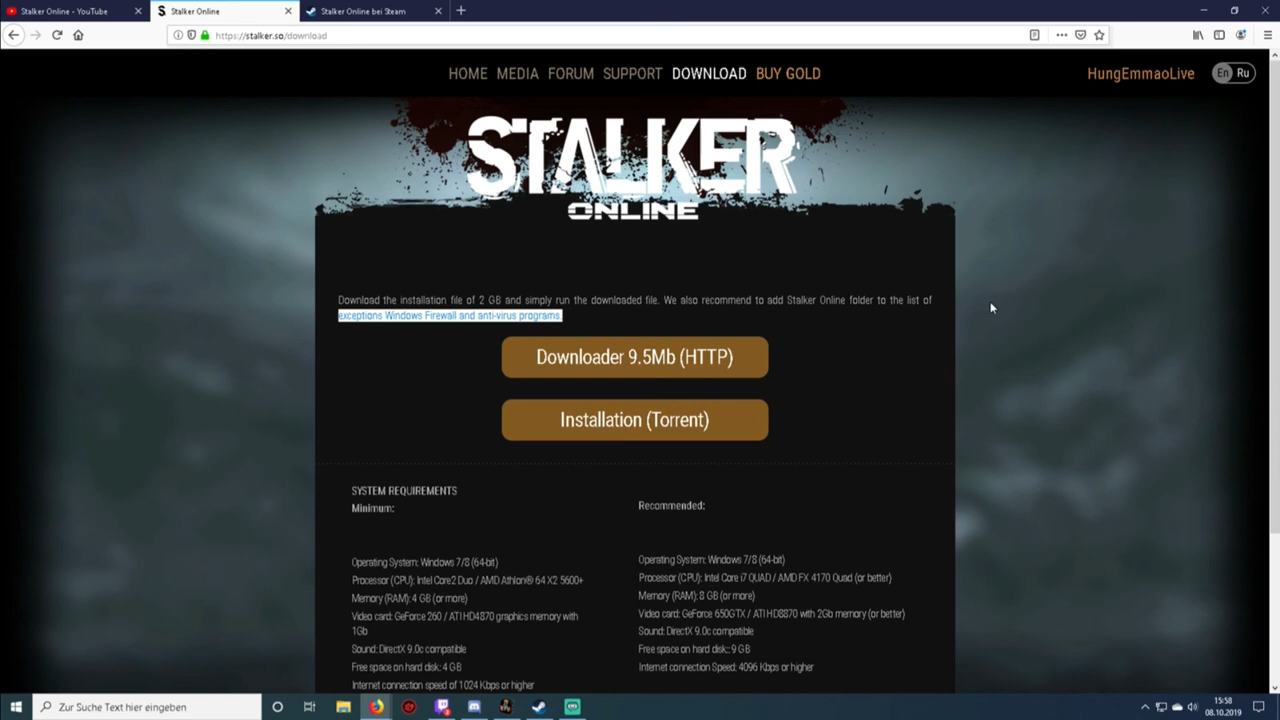 Stalker Online - YouTube
Stalker Online
Stalker Online bei Steam
https://stalker.so/download
HOME MEDIA FORUM SUPPORT DOWNLOAD BUY GOLD
HungEmmaoLive
En Ru
STALKER
ONLINE
Download the installation file of 2 GB and simply run the downloaded file. We also recommend to add Stalker Online folder to the list of
exceptions Windows Firewall and anti-virus programs.
Downloader 9.5Mb (HTTP)
Installation (Torrent)
SYSTEM REQUIREMENTS
Minimum:
Operating System: Windows 7/8 (64-bit)
Processor (CPU): Intel Core2 Duo / AMD Athlon® 64 X2 5600+
Memory (RAM): 4 GB (or more)
Video card: GeForce 260 / ATI HD4870 graphics memory with
1Gb
Sound: DirectX 9.0c compatible
Free space on hard disk: 4 GB
Internet connection speed of 1024 Kbps or higher
Recommended:
Operating System: Windows 7/8 (64-bit)
Processor (CPU): Intel Core i7 QUAD / AMD FX 4170 Quad (or better)
Memory (RAM): 8 GB (or more)
Video card: GeForce 650GTX / ATI HD8870 with 2Gb memory (or better)
Sound: DirectX 9.0c compatible
Free space on hard disk:: 9 GB
Internet connection Speed: 4096 Kbps or higher
Zur Suche Text hier eingeben
15:58
08.10.2019